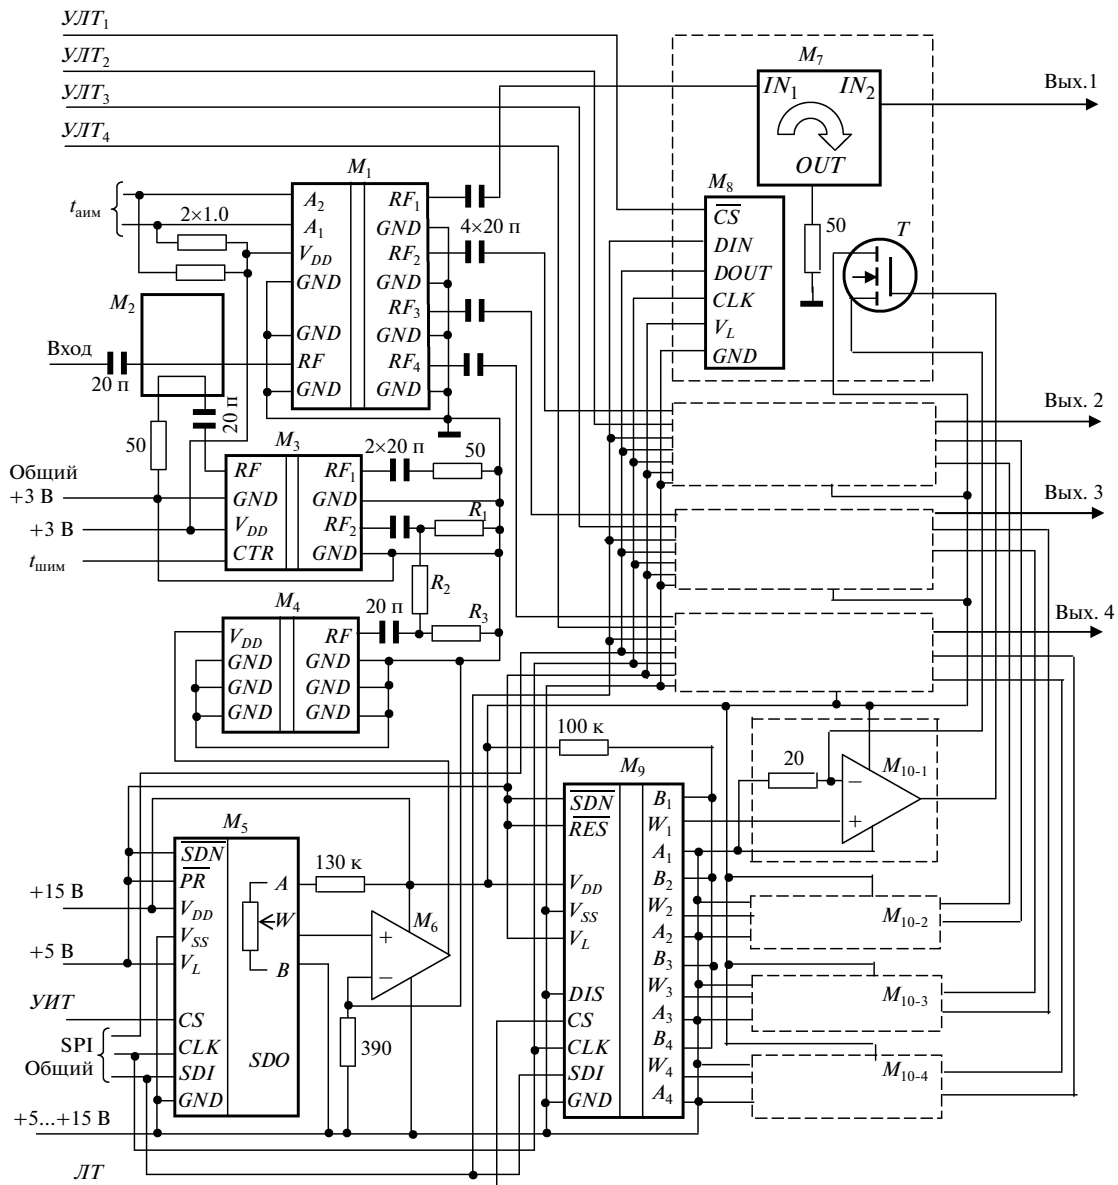 УЛТ1
УЛТ2
УЛТ3
УЛТ4
M7
IN1 IN2
OUT
Вых.1
M1
tаим
A2
A1
VDD
GND
GND
RF
GND
RF1
GND
RF2
GND
RF3
GND
RF4
GND
2×1.0
4×20 п
M8
CS
DIN
DOUT
CLK
VL
GND
50
T
M2
Вход
20 п
20 п
50
Вых. 2
M3
RF
GND
VDD
CTR
RF1
GND
RF2
GND
2×20 п
50
R1
R2
R3
Общий
+3 В
+3 В
tшим
Вых. 3
M4
VDD
GND
GND
GND
RF
GND
GND
GND
20 п
Вых. 4
100 к
20
M10-1
− 
+
M5
SDN
PR
VDD
VSS
VL
CS
CLK
SDI
GND
A
W
B
SDO
130 к
M6
+
−
390
+15 В
+5 В
УИТ
SPI
Общий
+5...+15 В
ЛТ
M9
SDN
RES
VDD
VSS
VL
DIS
CS
CLK
SDI
GND
B1
W1
A1
B2
W2
A2
B3
W3
A3
B4
W4
A4
M10-2
M10-3
M10-4